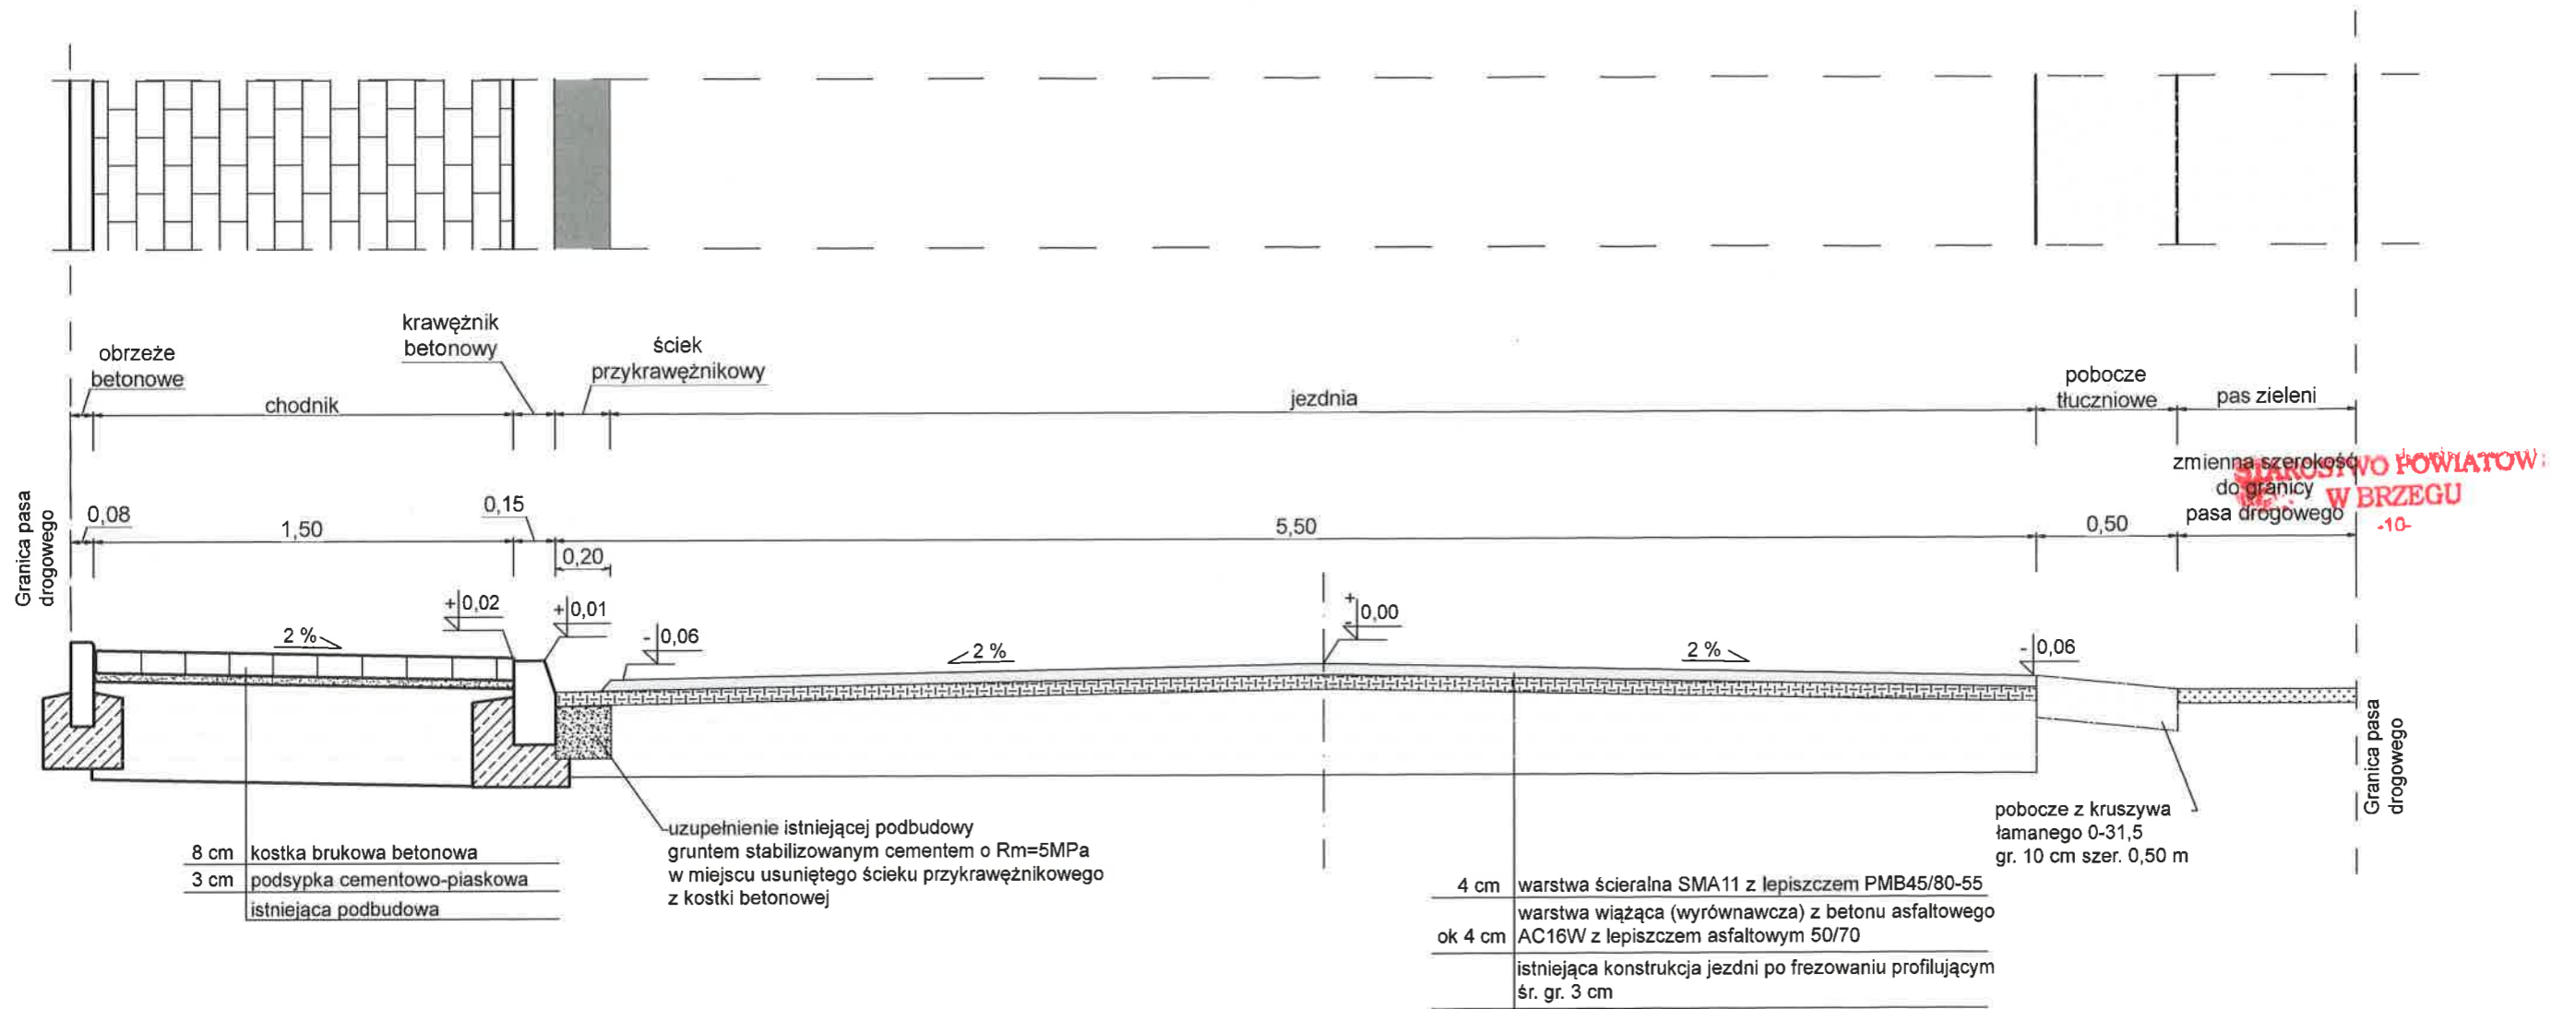 krawężnik
betonowy
obrzeże
betonowe
ściek
przykrawężnikowy
chodnik
jezdnia
pobocze
tłuczniowe
pas zieleni
zmienna szerokość
do granicy
pasa drogowego
STAROSTWO POWIATOW
W BRZEGU
-10-
Granica pasa
drogowego
0,08
1,50
0,15
0,20
5,50
0,50
2 %
+0,02
+0,01
- 0,06
2 %
+
- 0,00
2 %
- 0,06
Granica pasa
drogowego
8 cm kostka brukowa betonowa
3 cm podsypka cementowo-piaskowa
istniejąca podbudowa
uzupełnienie istniejącej podbudowy
gruntem stabilizowanym cementem o Rm=5MPa
w miejscu usuniętego ścieku przykrawężnikowego
z kostki betonowej
pobocze z kruszywa
łamanego 0-31,5
gr. 10 cm szer. 0,50 m
4 cm warstwa ścieralna SMA11 z lepiszczem PMB45/80-55
warstwa wiążąca (wyrównawcza) z betonu asfaltowego
ok 4 cm AC16W z lepiszczem asfaltowym 50/70
istniejąca konstrukcja jezdni po frezowaniu profilującym
śr. gr. 3 cm